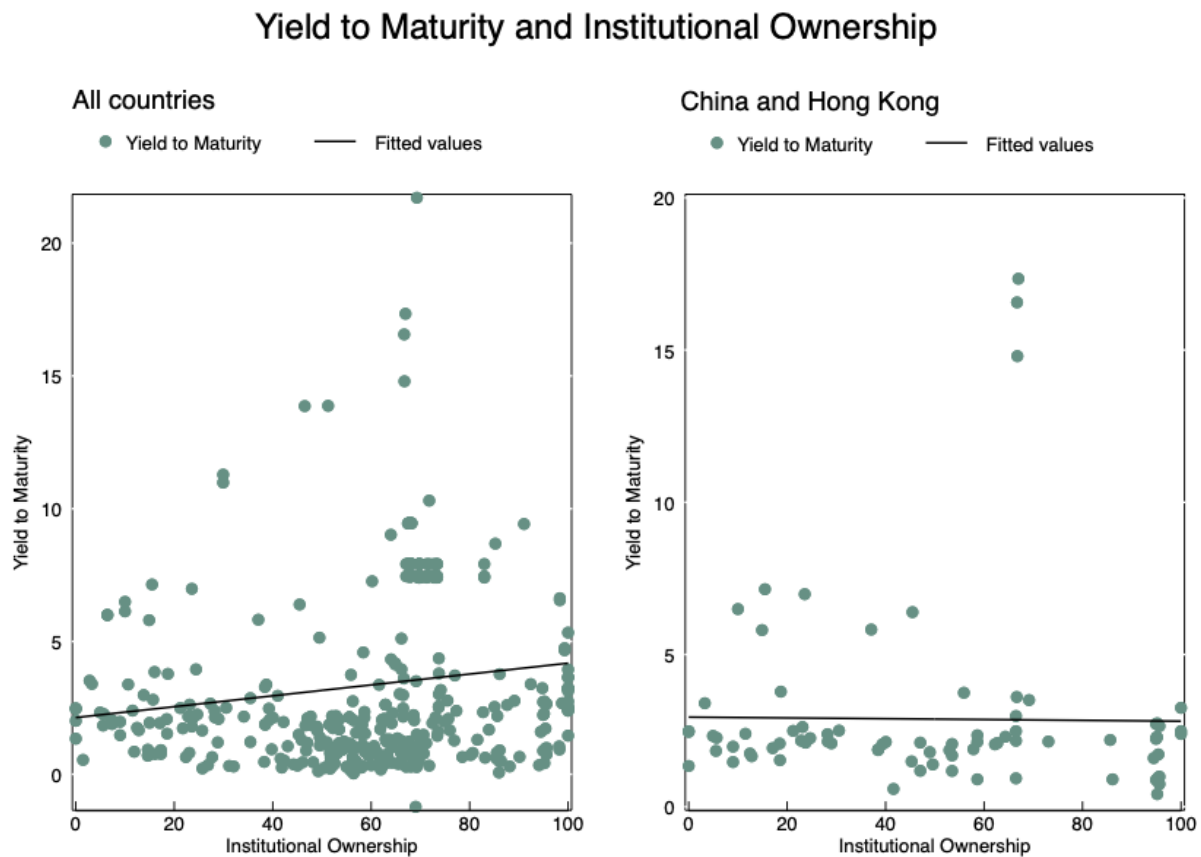 Yield to Maturity and Institutional Ownership
All countries
Yield to Maturity
Fitted values
20
15
10
5
0
Yield to Maturity
0 20 40 60 80 100
Institutional Ownership
China and Hong Kong
Yield to Maturity
Fitted values
20
15
10
5
0
Yield to Maturity
0 20 40 60 80 100
Institutional Ownership